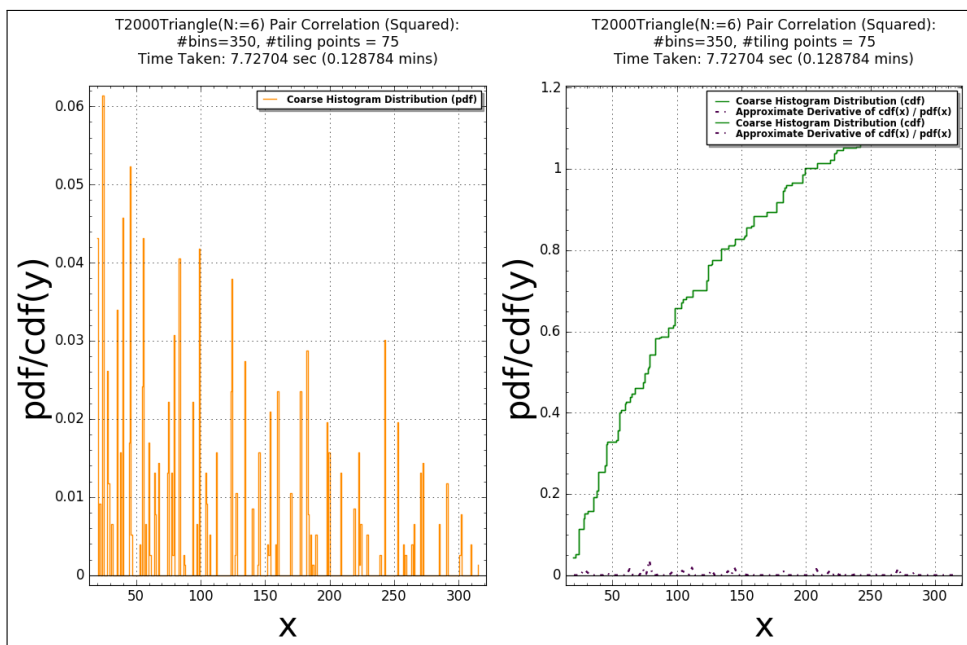 T2000Triangle(N:=6) Pair Correlation (Squared):
#bins=350, #tiling points = 75
Time Taken: 7.72704 sec (0.128784 mins)
Coarse Histogram Distribution (pdf)
0.06
0.05
0.04
0.03
0.02
0.01
0
pdf/cdf(y)
50
100
150
200
250
300
x
T2000Triangle(N:=6) Pair Correlation (Squared):
#bins=350, #tiling points = 75
Time Taken: 7.72704 sec (0.128784 mins)
Coarse Histogram Distribution (cdf)
Approximate Derivative of cdf(x) / pdf(x)
Coarse Histogram Distribution (cdf)
Approximate Derivative of cdf(x) / pdf(x)
1.2
1
0.8
0.6
0.4
0.2
0
pdf/cdf(y)
50
100
150
200
250
300
x